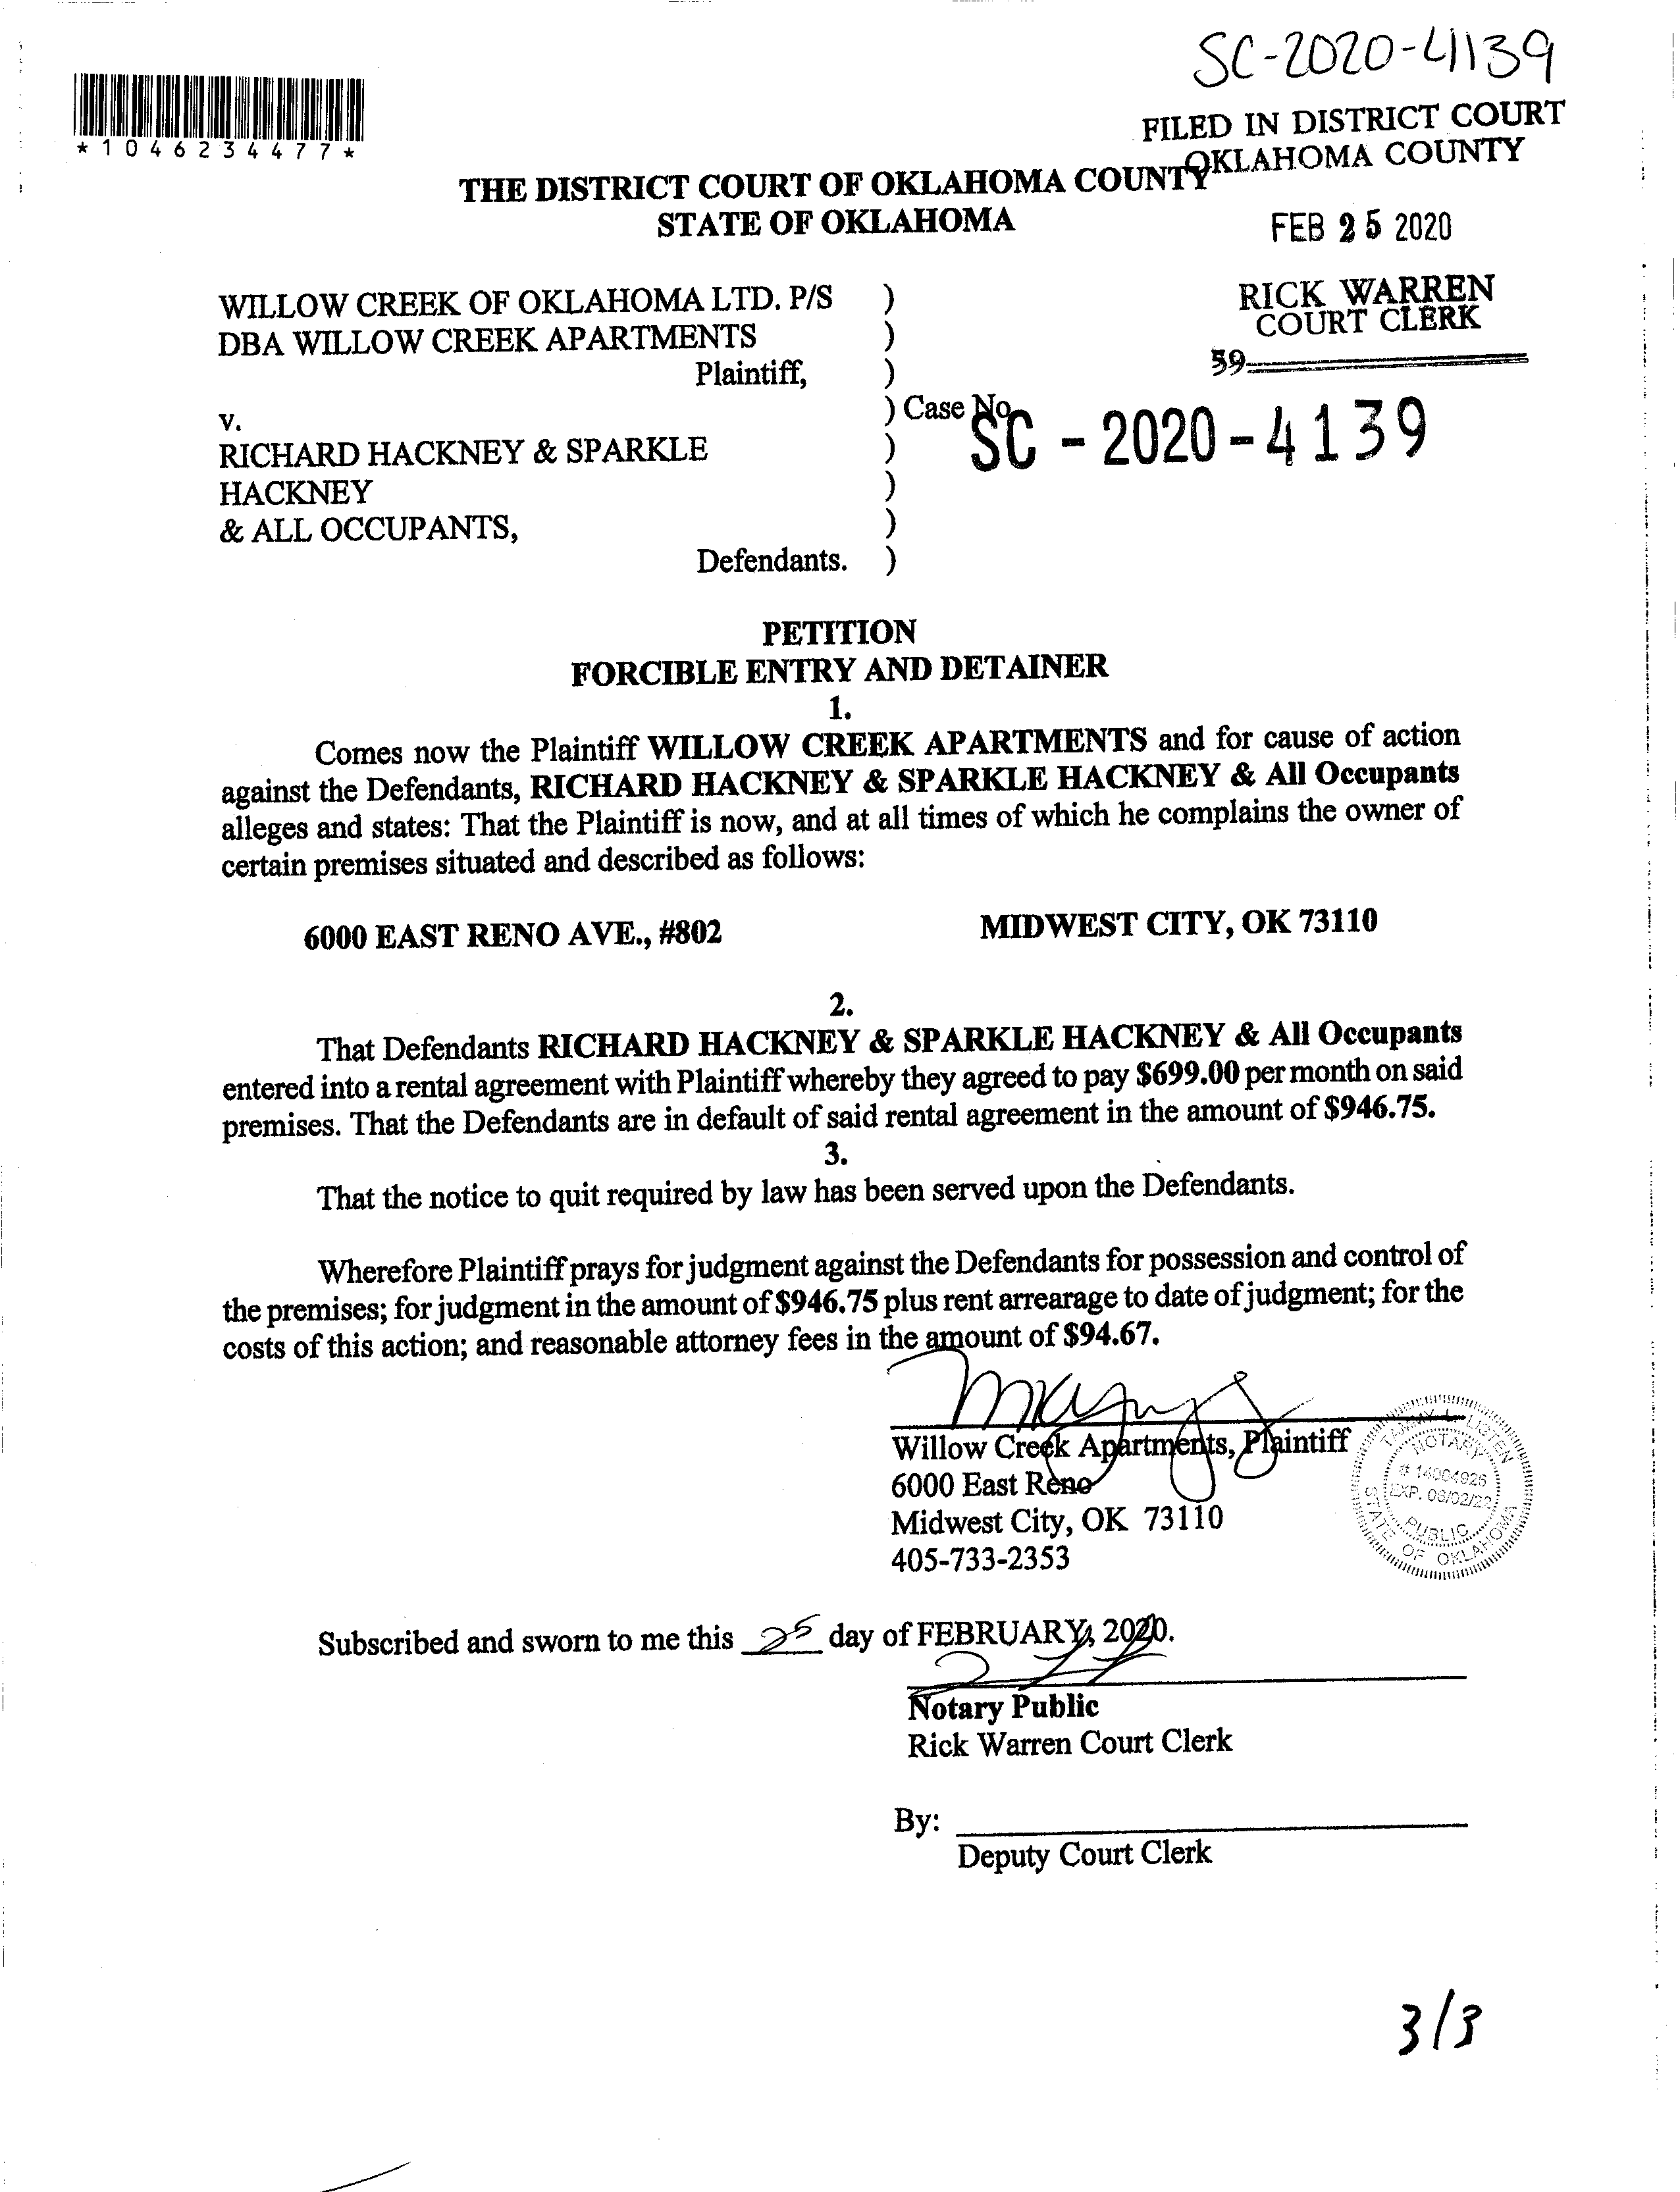 SC-2020-4139
*1046234477*
FILED IN DISTRICT COURT
OKLAHOMA COUNTY
THE DISTRICT COURT OF OKLAHOMA COUNTY
STATE OF OKLAHOMA
FEB 25 2020
RICK WARREN
COURT CLERK
39
WILLOW CREEK OF OKLAHOMA LTD. P/S )
DBA WILLOW CREEK APARTMENTS )
Plaintiff, )
) Case No.
SC - 2020 - 4139
v.
RICHARD HACKNEY & SPARKLE )
HACKNEY )
& ALL OCCUPANTS, )
Defendants. )
PETITION
FORCIBLE ENTRY AND DETAINER
1.
Comes now the Plaintiff WILLOW CREEK APARTMENTS and for cause of action
against the Defendants, RICHARD HACKNEY & SPARKLE HACKNEY & All Occupants
alleges and states: That the Plaintiff is now, and at all times of which he complains the owner of
certain premises situated and described as follows:
6000 EAST RENO AVE., #802 MIDWEST CITY, OK 73110
2.
That Defendants RICHARD HACKNEY & SPARKLE HACKNEY & All Occupants
entered into a rental agreement with Plaintiff whereby they agreed to pay $699.00 per month on said
premises. That the Defendants are in default of said rental agreement in the amount of $946.75.
3.
That the notice to quit required by law has been served upon the Defendants.
Wherefore Plaintiff prays for judgment against the Defendants for possession and control of
the premises; for judgment in the amount of $946.75 plus rent arrearage to date of judgment; for the
costs of this action; and reasonable attorney fees in the amount of $94.67.
Willow Creek Apartments, Plaintiff
6000 East Reno
Midwest City, OK 73110
405-733-2353
TAMMY L. LIGTEN
NOTARY
# 14004926
EXP. 06/02/22
PUBLIC
STATE OF OKLAHOMA
Subscribed and sworn to me this 25 day of FEBRUARY, 2020.
Notary Public
Rick Warren Court Clerk
By:
Deputy Court Clerk
3/3